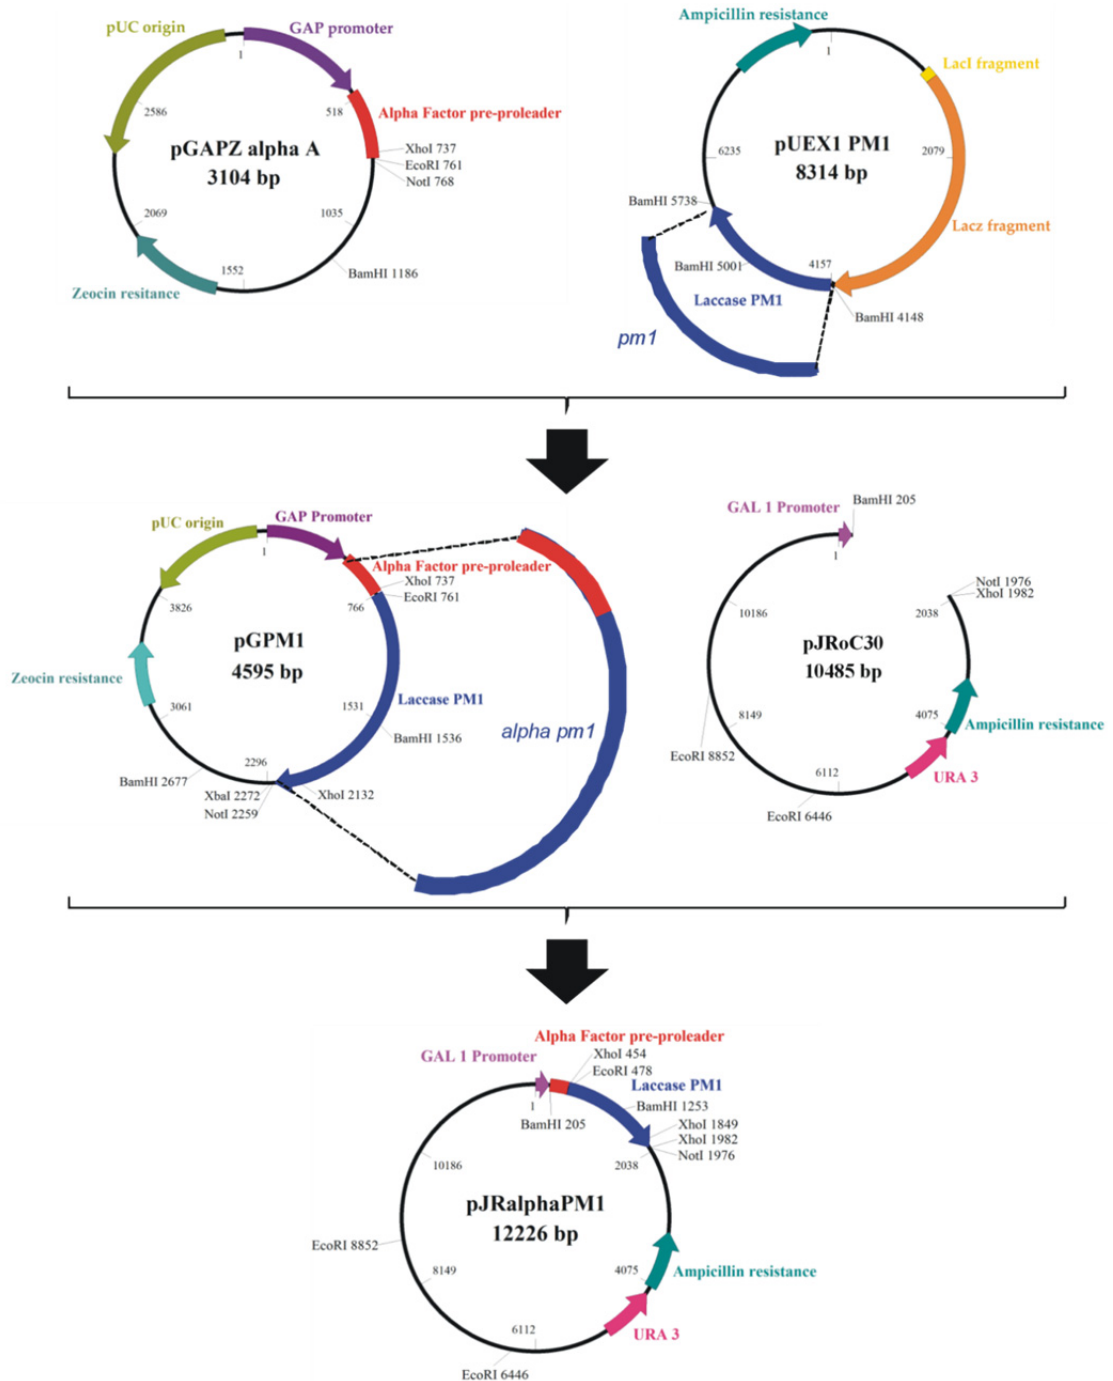 pUC origin
GAP promoter
1
518
Alpha Factor pre-proleader
2586
pGAPZ alpha A
3104 bp
XhoI 737
EcoRI 761
NotI 768
2069
1035
1552
BamHI 1186
Zeocin resitance
Ampicillin resistance
1
LacI fragment
6235
pUEX1 PM1
8314 bp
2079
BamHI 5738
Lacz fragment
BamHI 5001
4157
Laccase PM1
BamHI 4148
pm1
pUC origin
GAP Promoter
1
Alpha Factor pre-proleader
XhoI 737
EcoRI 761
3826
766
pGPM1
4595 bp
Zeocin resistance
Laccase PM1
3061
1531
BamHI 1536
alpha pm1
2296
BamHI 2677
XbaI 2272
XhoI 2132
NotI 2259
GAL 1 Promoter
BamHI 205
1
NotI 1976
XhoI 1982
10186
2038
pJRoC30
10485 bp
8149
4075
Ampicillin resistance
EcoRI 8852
6112
URA 3
EcoRI 6446
Alpha Factor pre-proleader
GAL 1 Promoter
XhoI 454
EcoRI 478
Laccase PM1
1
BamHI 205
BamHI 1253
XhoI 1849
XhoI 1982
NotI 1976
10186
2038
pJRalphaPM1
12226 bp
EcoRI 8852
8149
4075
Ampicillin resistance
6112
URA 3
EcoRI 6446